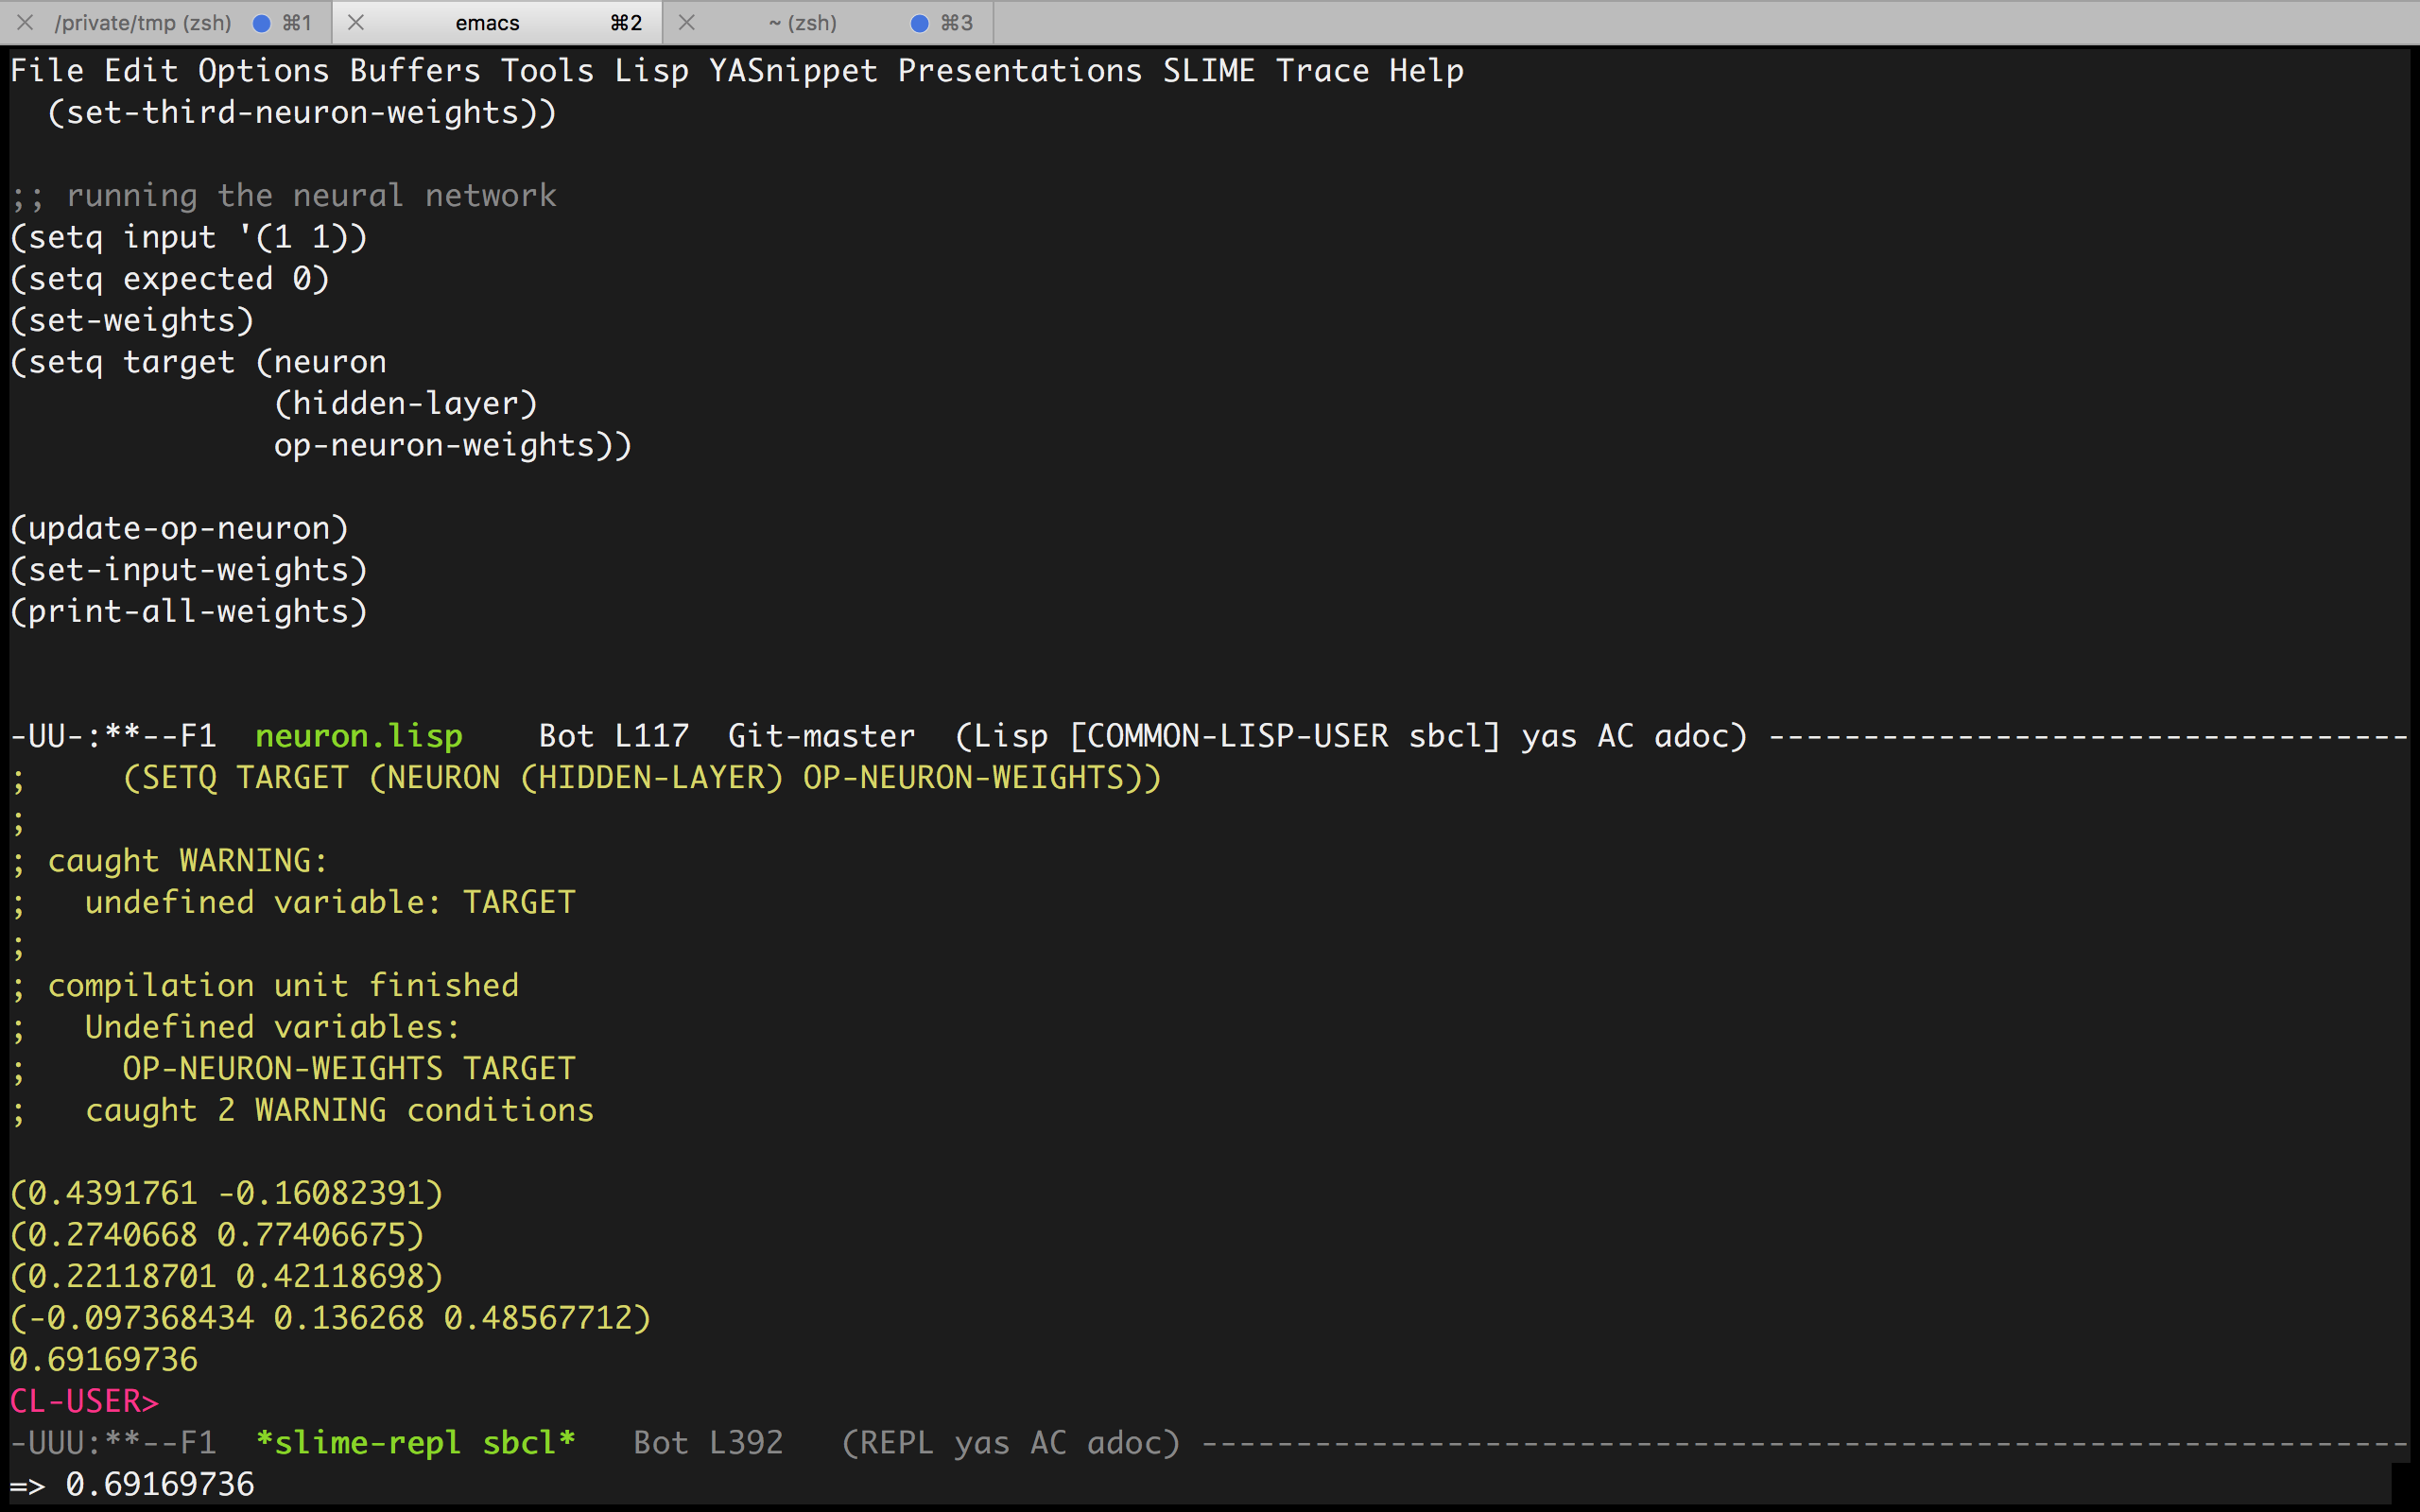 /private/tmp (zsh) ⌘1 emacs ⌘2 ~ (zsh) ⌘3
File Edit Options Buffers Tools Lisp YASnippet Presentations SLIME Trace Help
  (set-third-neuron-weights))
;; running the neural network
(setq input '(1 1))
(setq expected 0)
(set-weights)
(setq target (neuron
              (hidden-layer)
              op-neuron-weights))
(update-op-neuron)
(set-input-weights)
(print-all-weights)
-UU-:**--F1  neuron.lisp    Bot L117  Git-master  (Lisp [COMMON-LISP-USER sbcl] yas AC adoc) ----------------------------------
;     (SETQ TARGET (NEURON (HIDDEN-LAYER) OP-NEURON-WEIGHTS))
;
; caught WARNING:
;   undefined variable: TARGET
;
; compilation unit finished
;   Undefined variables:
;     OP-NEURON-WEIGHTS TARGET
;   caught 2 WARNING conditions
(0.4391761 -0.16082391)
(0.2740668 0.77406675)
(0.22118701 0.42118698)
(-0.097368434 0.136268 0.48567712)
0.69169736
CL-USER>
-UUU:**--F1  *slime-repl sbcl*   Bot L392   (REPL yas AC adoc) ----------------------------------------------------------------
=> 0.69169736